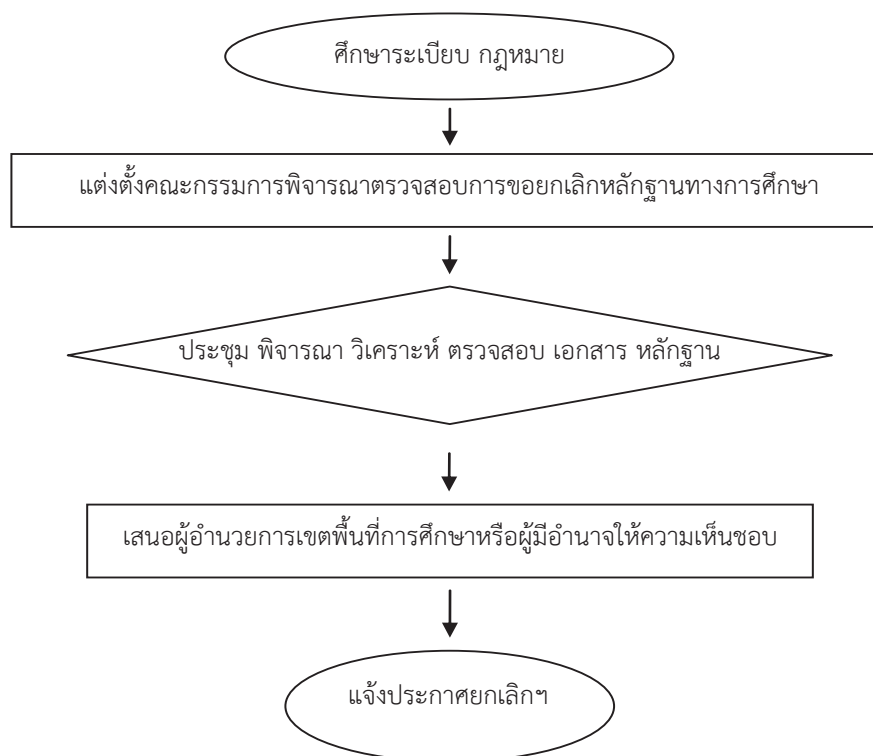 ศึกษาระเบียบ กฎหมาย
แต่งตั้งคณะกรรมการพิจารณาตรวจสอบการขอยกเลิกหลักฐานทางการศึกษา
ประชุม พิจารณา วิเคราะห์ ตรวจสอบ เอกสาร หลักฐาน
เสนอผู้อำนวยการเขตพื้นที่การศึกษาหรือผู้มีอำนาจให้ความเห็นชอบ
แจ้งประกาศยกเลิกฯ